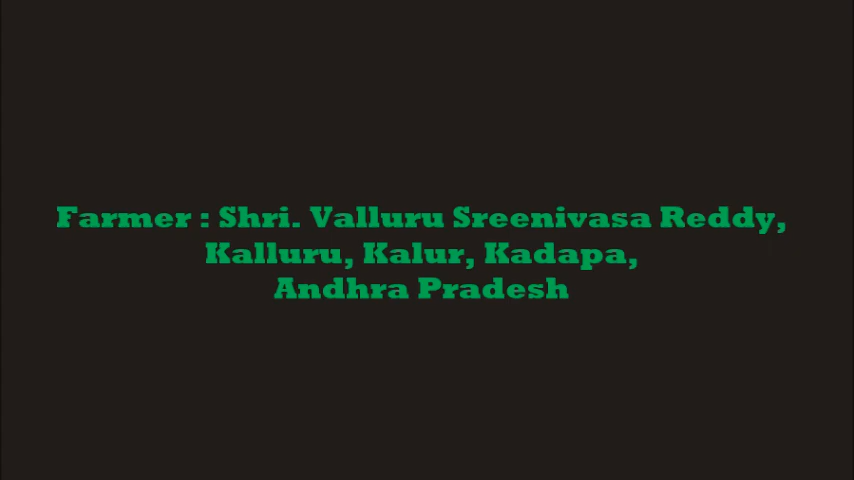 Farmer : Shri. Valluru Sreenivasa Reddy,
Kalluru, Kalur, Kadapa,
Andhra Pradesh